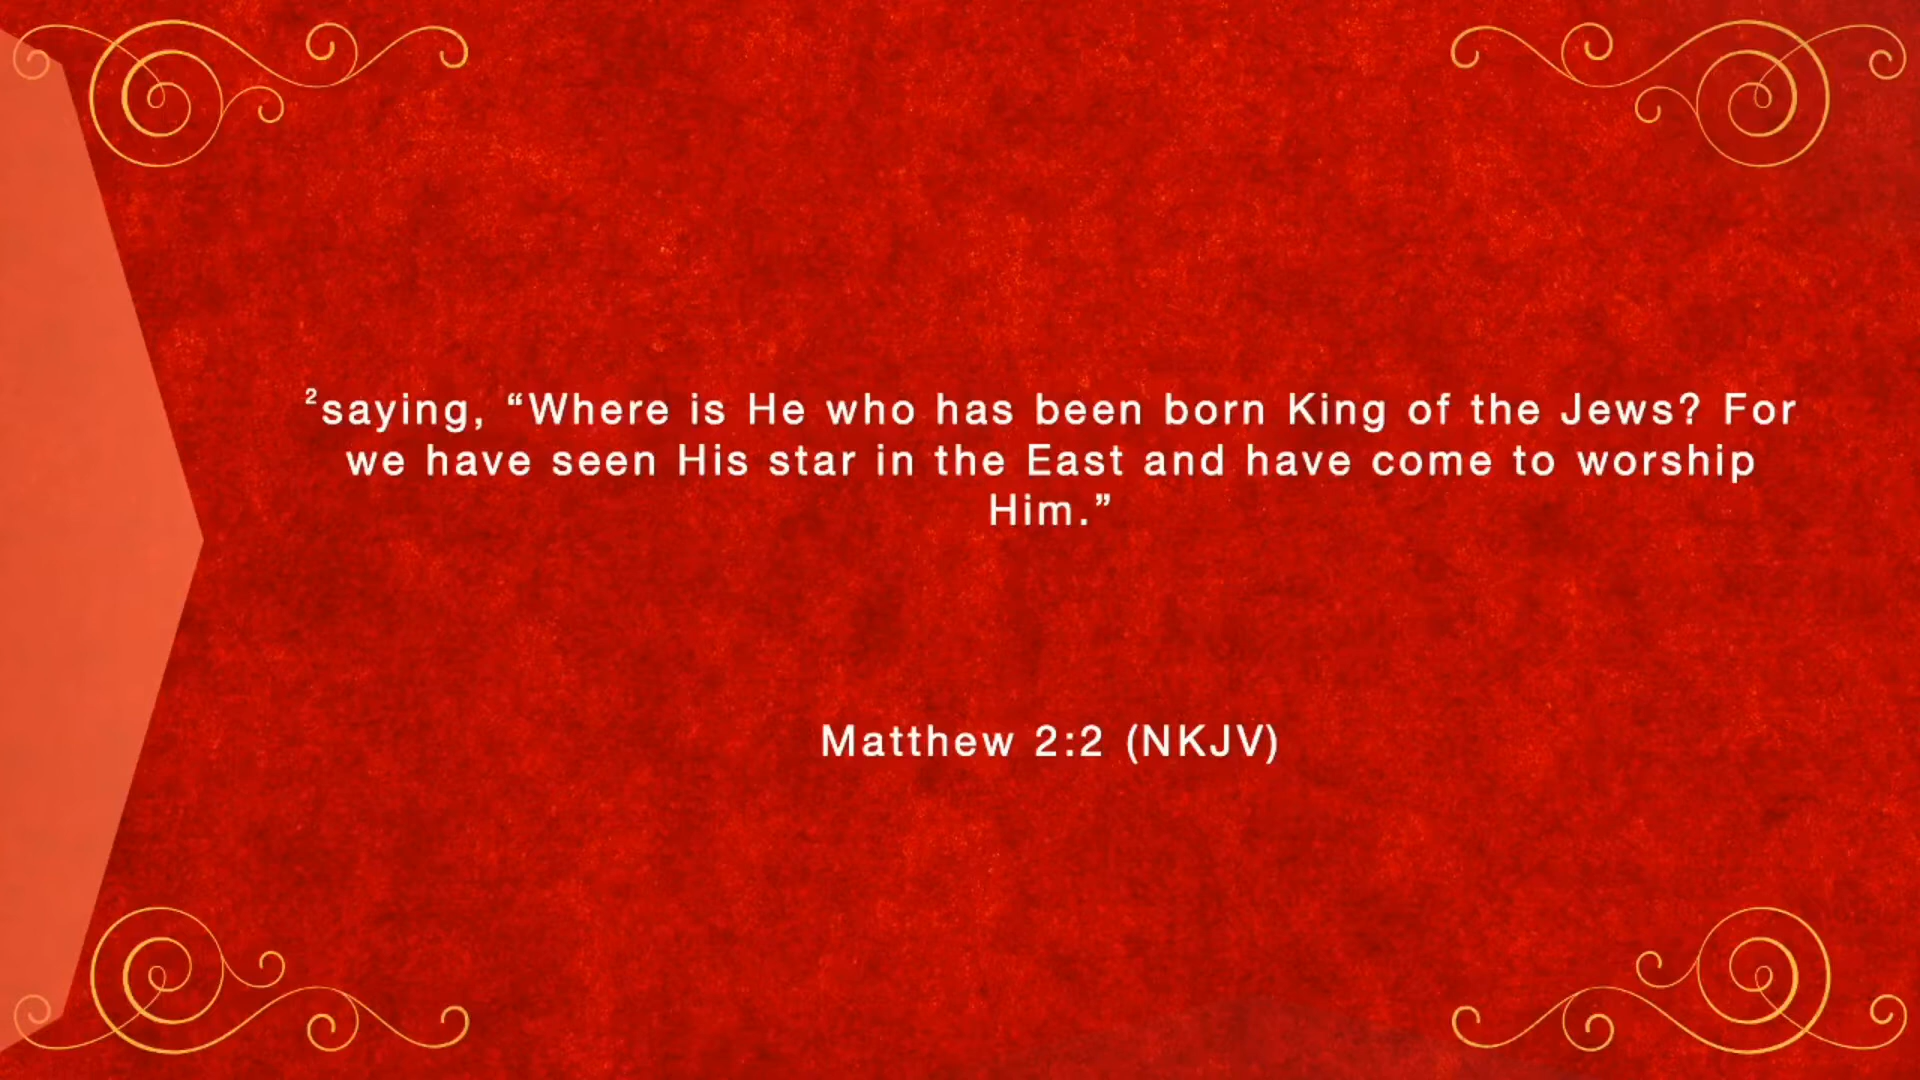 ²saying, “Where is He who has been born King of the Jews? For
we have seen His star in the East and have come to worship
Him.”
Matthew 2:2 (NKJV)